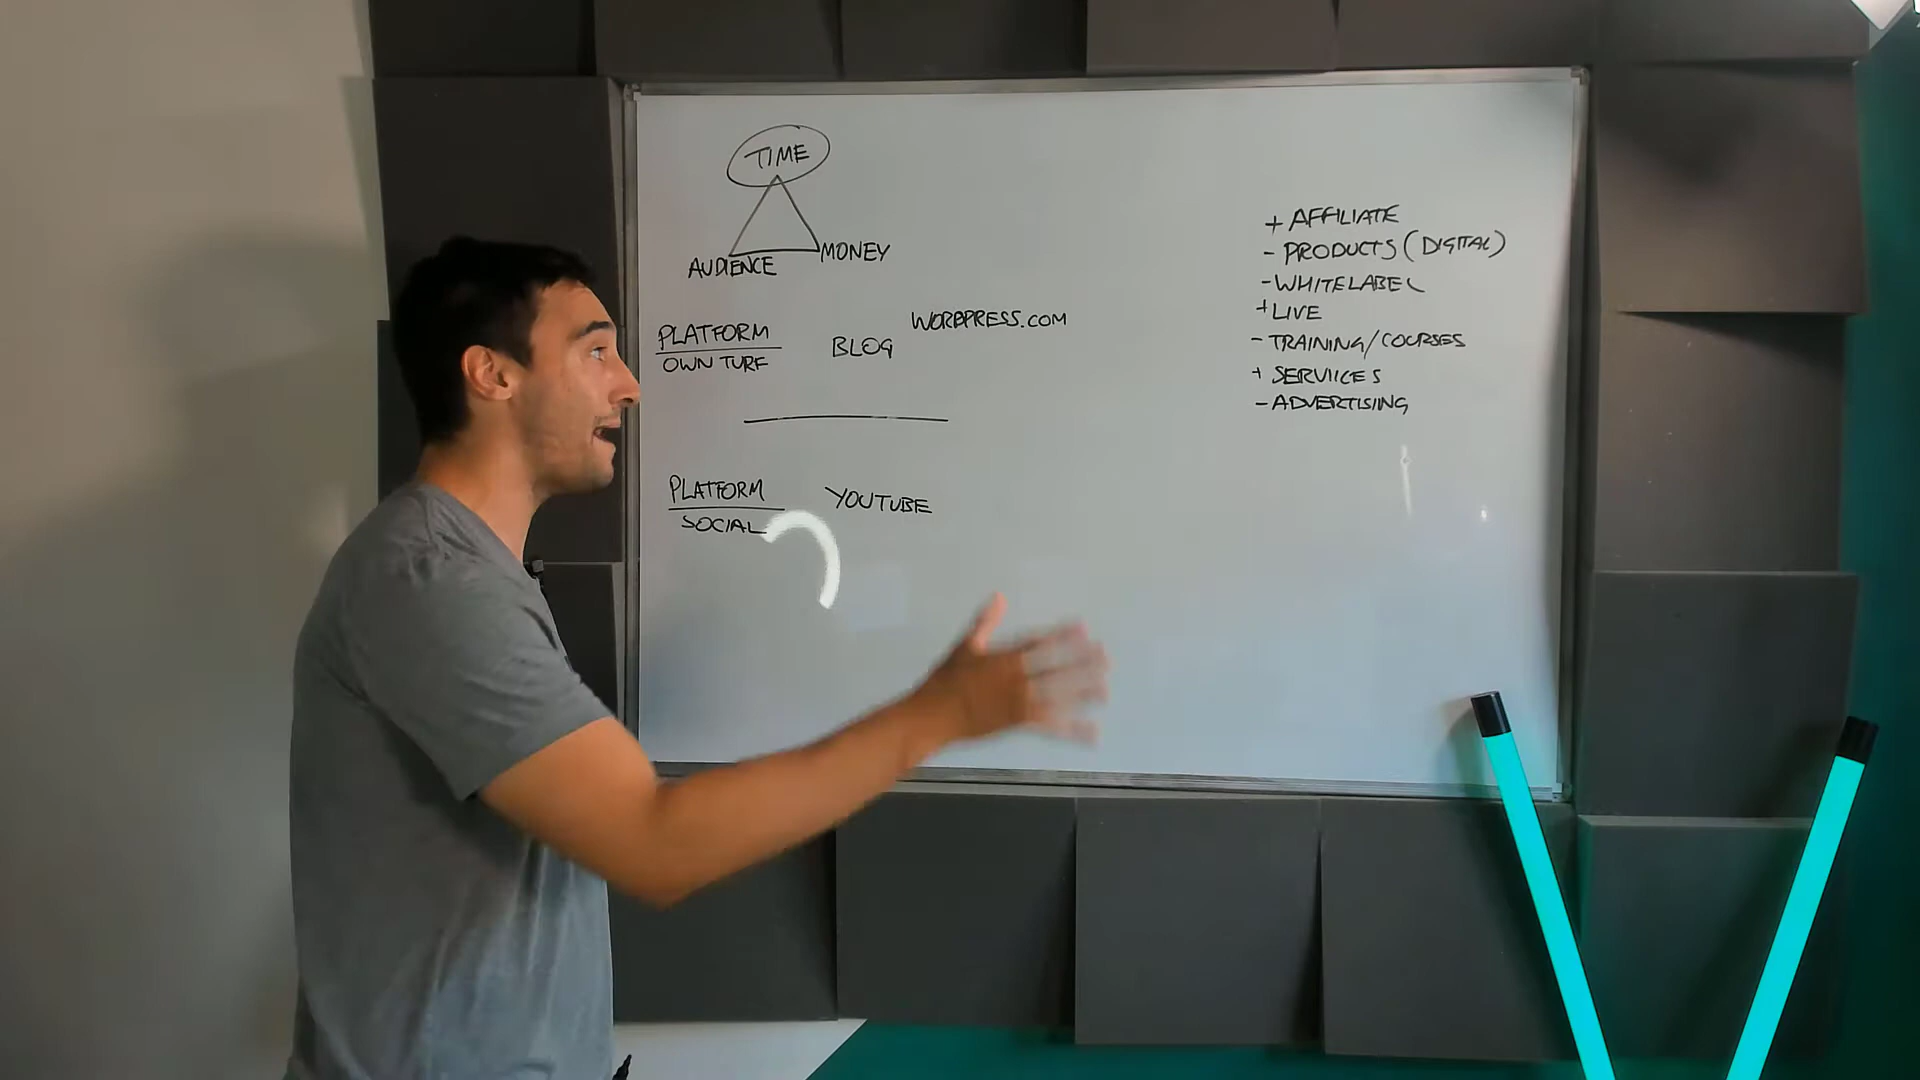 TIME
AUDIENCE
MONEY
PLATFORM
OWN TURF
BLOG
WORDPRESS.COM
PLATFORM
SOCIAL
YOUTUBE
+ AFFILIATE
- PRODUCTS (DIGITAL)
- WHITELABEL
+ LIVE
- TRAINING/COURSES
+ SERVICES
- ADVERTISING